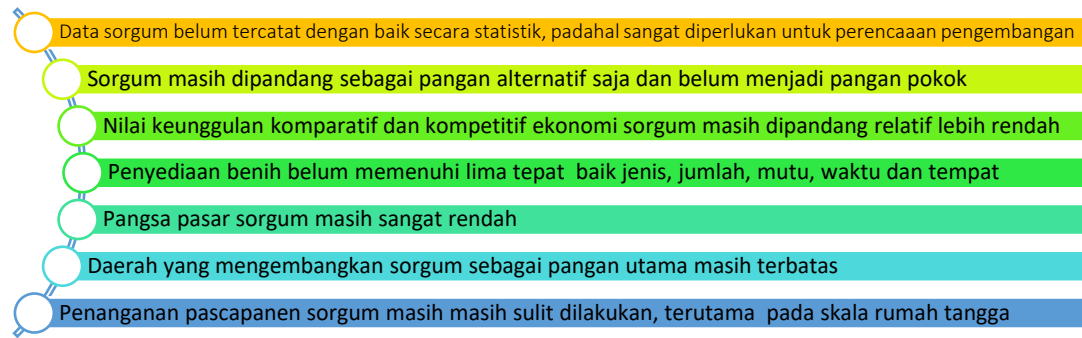 Data sorgum belum tercatat dengan baik secara statistik, padahal sangat diperlukan untuk perencaaan pengembangan
Sorgum masih dipandang sebagai pangan alternatif saja dan belum menjadi pangan pokok
Nilai keunggulan komparatif dan kompetitif ekonomi sorgum masih dipandang relatif lebih rendah
Penyediaan benih belum memenuhi lima tepat baik jenis, jumlah, mutu, waktu dan tempat
Pangsa pasar sorgum masih sangat rendah
Daerah yang mengembangkan sorgum sebagai pangan utama masih terbatas
Penanganan pascapanen sorgum masih masih sulit dilakukan, terutama pada skala rumah tangga